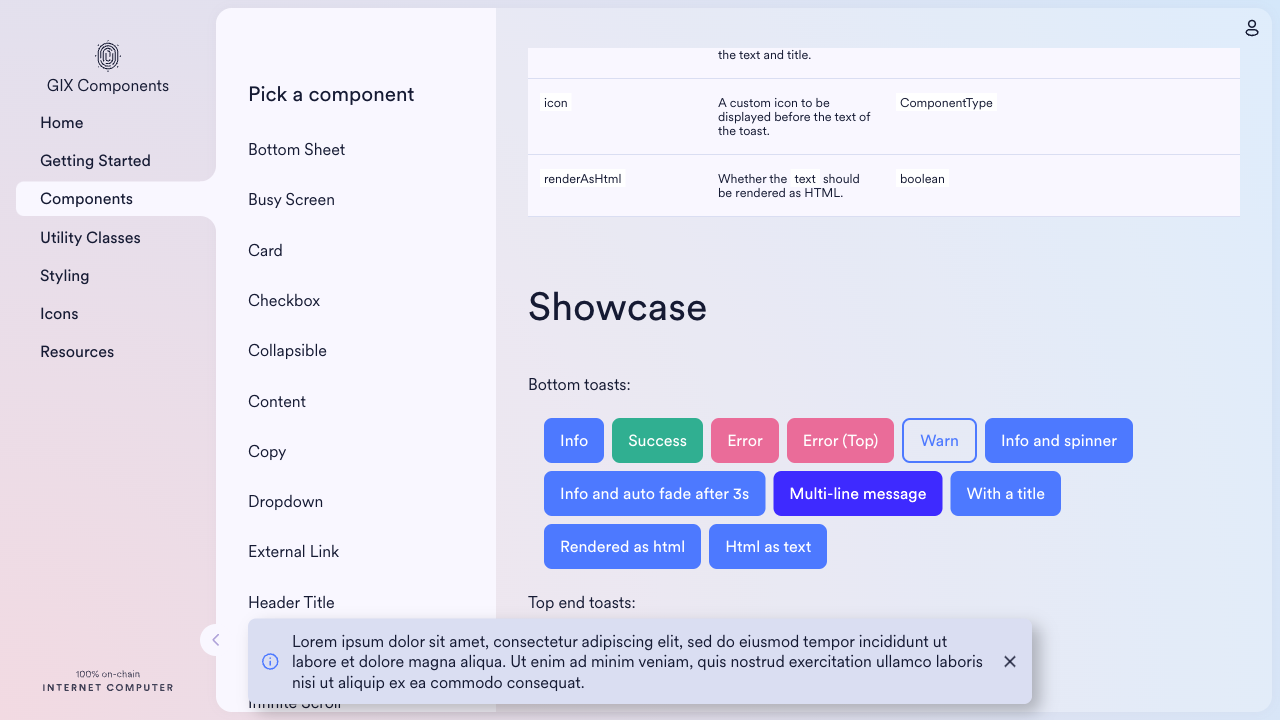 GIX Components
Home
Getting Started
Components
Utility Classes
Styling
Icons
Resources
100% on-chain
INTERNET COMPUTER
Pick a component
Bottom Sheet
Busy Screen
Card
Checkbox
Collapsible
Content
Copy
Dropdown
External Link
Header Title
Infinite Scroll
the text and title.
icon
A custom icon to be
displayed before the text of
the toast.
ComponentType
renderAsHtml
Whether the text should
be rendered as HTML.
boolean
Showcase
Bottom toasts:
Info
Success
Error
Error (Top)
Warn
Info and spinner
Info and auto fade after 3s
Multi-line message
With a title
Rendered as html
Html as text
Top end toasts:
Lorem ipsum dolor sit amet, consectetur adipiscing elit, sed do eiusmod tempor incididunt ut
labore et dolore magna aliqua. Ut enim ad minim veniam, quis nostrud exercitation ullamco laboris
nisi ut aliquip ex ea commodo consequat.